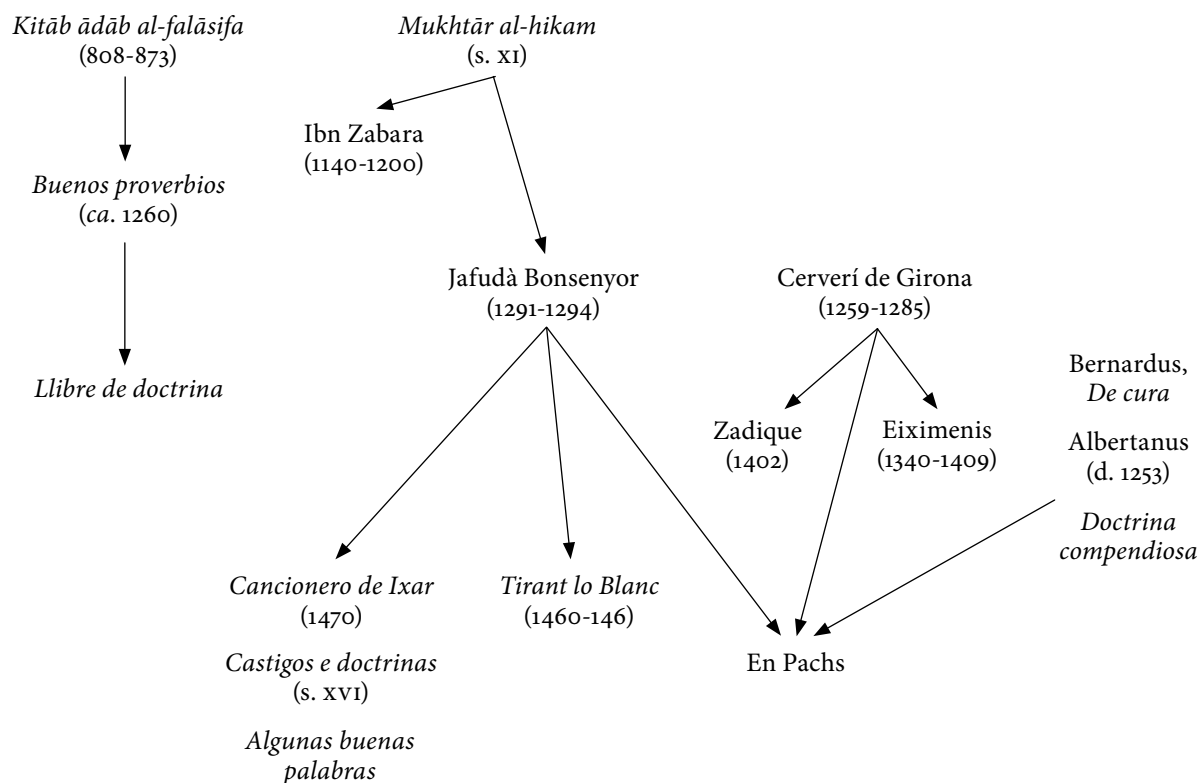 Kitāb ādāb al-falāsifa
(808-873)
Mukhtār al-hikam
(s. XI)
Ibn Zabara
(1140-1200)
Buenos proverbios
(ca. 1260)
Jafudà Bonsenyor
(1291-1294)
Cerverí de Girona
(1259-1285)
Llibre de doctrina
Bernardus,
De cura
Zadique
(1402)
Eiximenis
(1340-1409)
Albertanus
(d. 1253)
Doctrina
compendiosa
Cancionero de Ixar
(1470)
Tirant lo Blanc
(1460-146)
Castigos e doctrinas
(s. XVI)
En Pachs
Algunas buenas
palabras